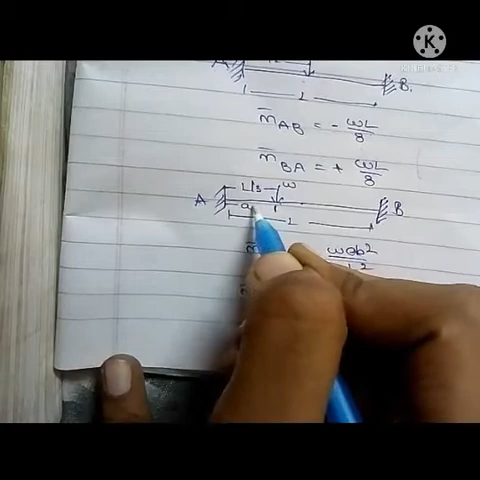 K
A
B
L
m̄AB = - wL/8
m̄BA = + wL/8
L/3 w
A B
a
L
wab²